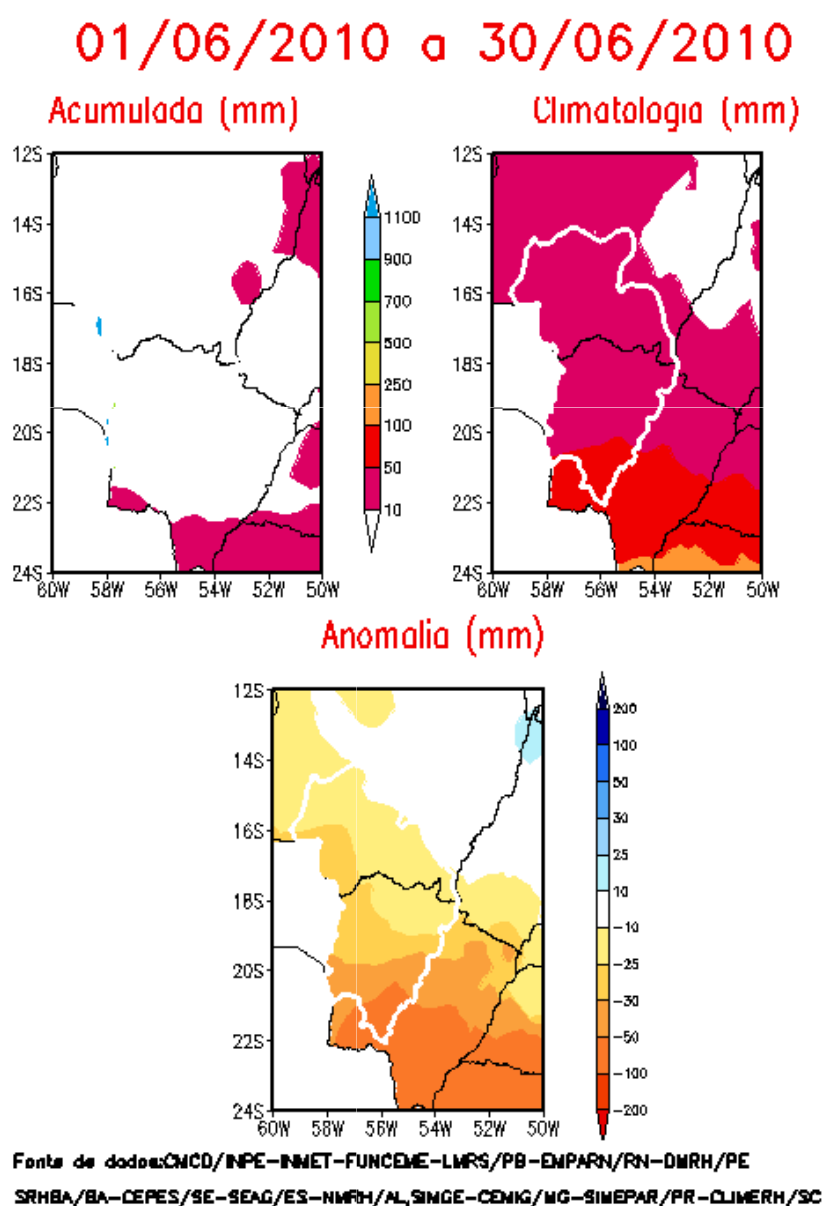 01/06/2010 a 30/06/2010
Acumulada (mm)
Climatologia (mm)
12S
14S
16S
18S
20S
22S
24S
60W 58W 56W 54W 52W 50W
1100
900
700
500
250
100
50
10
12S
14S
16S
18S
20S
22S
24S
60W 58W 56W 54W 52W 50W
Anomalia (mm)
12S
14S
16S
18S
20S
22S
24S
60W 58W 56W 54W 52W 50W
200
100
50
30
25
10
-10
-25
-30
-50
-100
-200
Fonte de dados:CMCD/INPE-INMET-FUNCEME-LMRS/PB-EMPARN/RN-DMRH/PE
SRHBA/BA-CEPES/SE-SEAG/ES-NMRH/AL,SIMGE-CEMIG/MG-SIMEPAR/PR-CLIMERH/SC